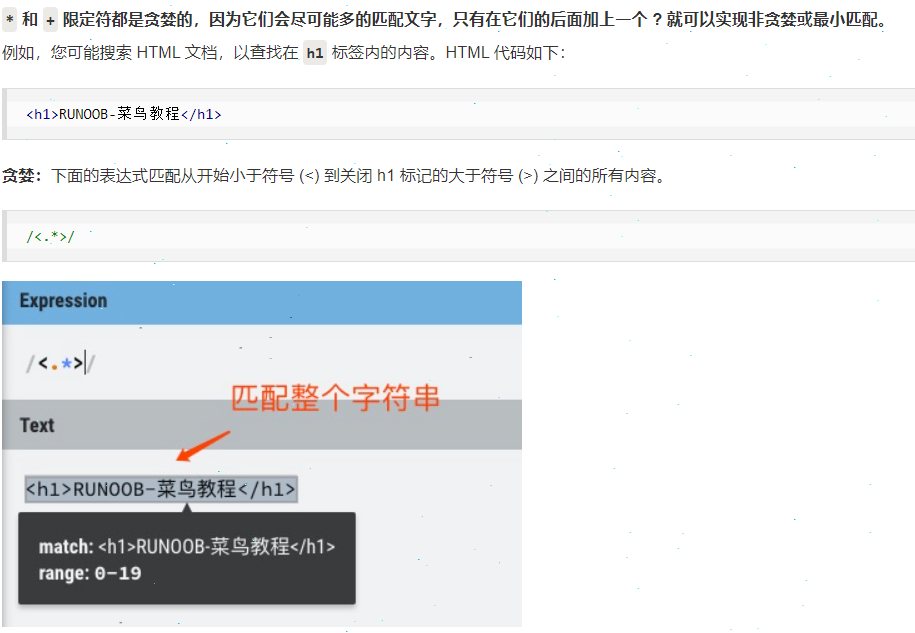 * 和 + 限定符都是贪婪的，因为它们会尽可能多的匹配文字，只有在它们的后面加上一个 ? 就可以实现非贪婪或最小匹配。
例如，您可能搜索 HTML 文档，以查找在 h1 标签内的内容。HTML 代码如下：
<h1>RUNOOB-菜鸟教程</h1>
贪婪：下面的表达式匹配从开始小于符号 (<) 到关闭 h1 标记的大于符号 (>) 之间的所有内容。
/<.*>/
Expression
/<.*>/
匹配整个字符串
Text
<h1>RUNOOB-菜鸟教程</h1>
match: <h1>RUNOOB-菜鸟教程</h1>
range: 0-19